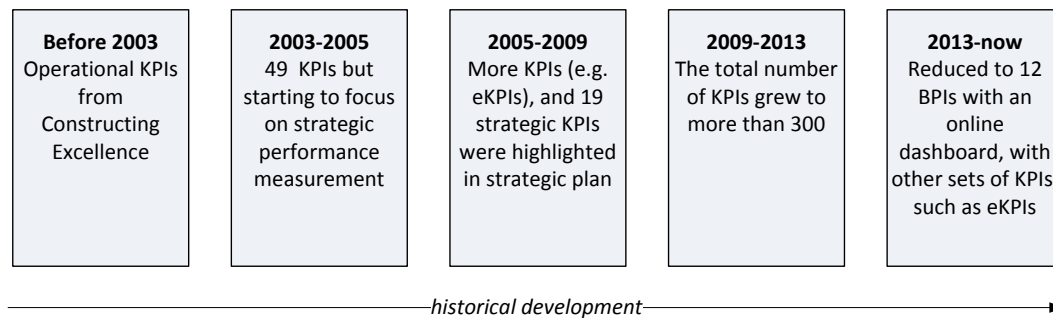 Before 2003
Operational KPIs
from
Constructing
Excellence
2003-2005
49 KPIs but
starting to focus
on strategic
performance
measurement
2005-2009
More KPIs (e.g.
eKPIs), and 19
strategic KPIs
were highlighted
in strategic plan
2009-2013
The total number
of KPIs grew to
more than 300
2013-now
Reduced to 12
BPIs with an
online
dashboard, with
other sets of KPIs
such as eKPIs
historical development